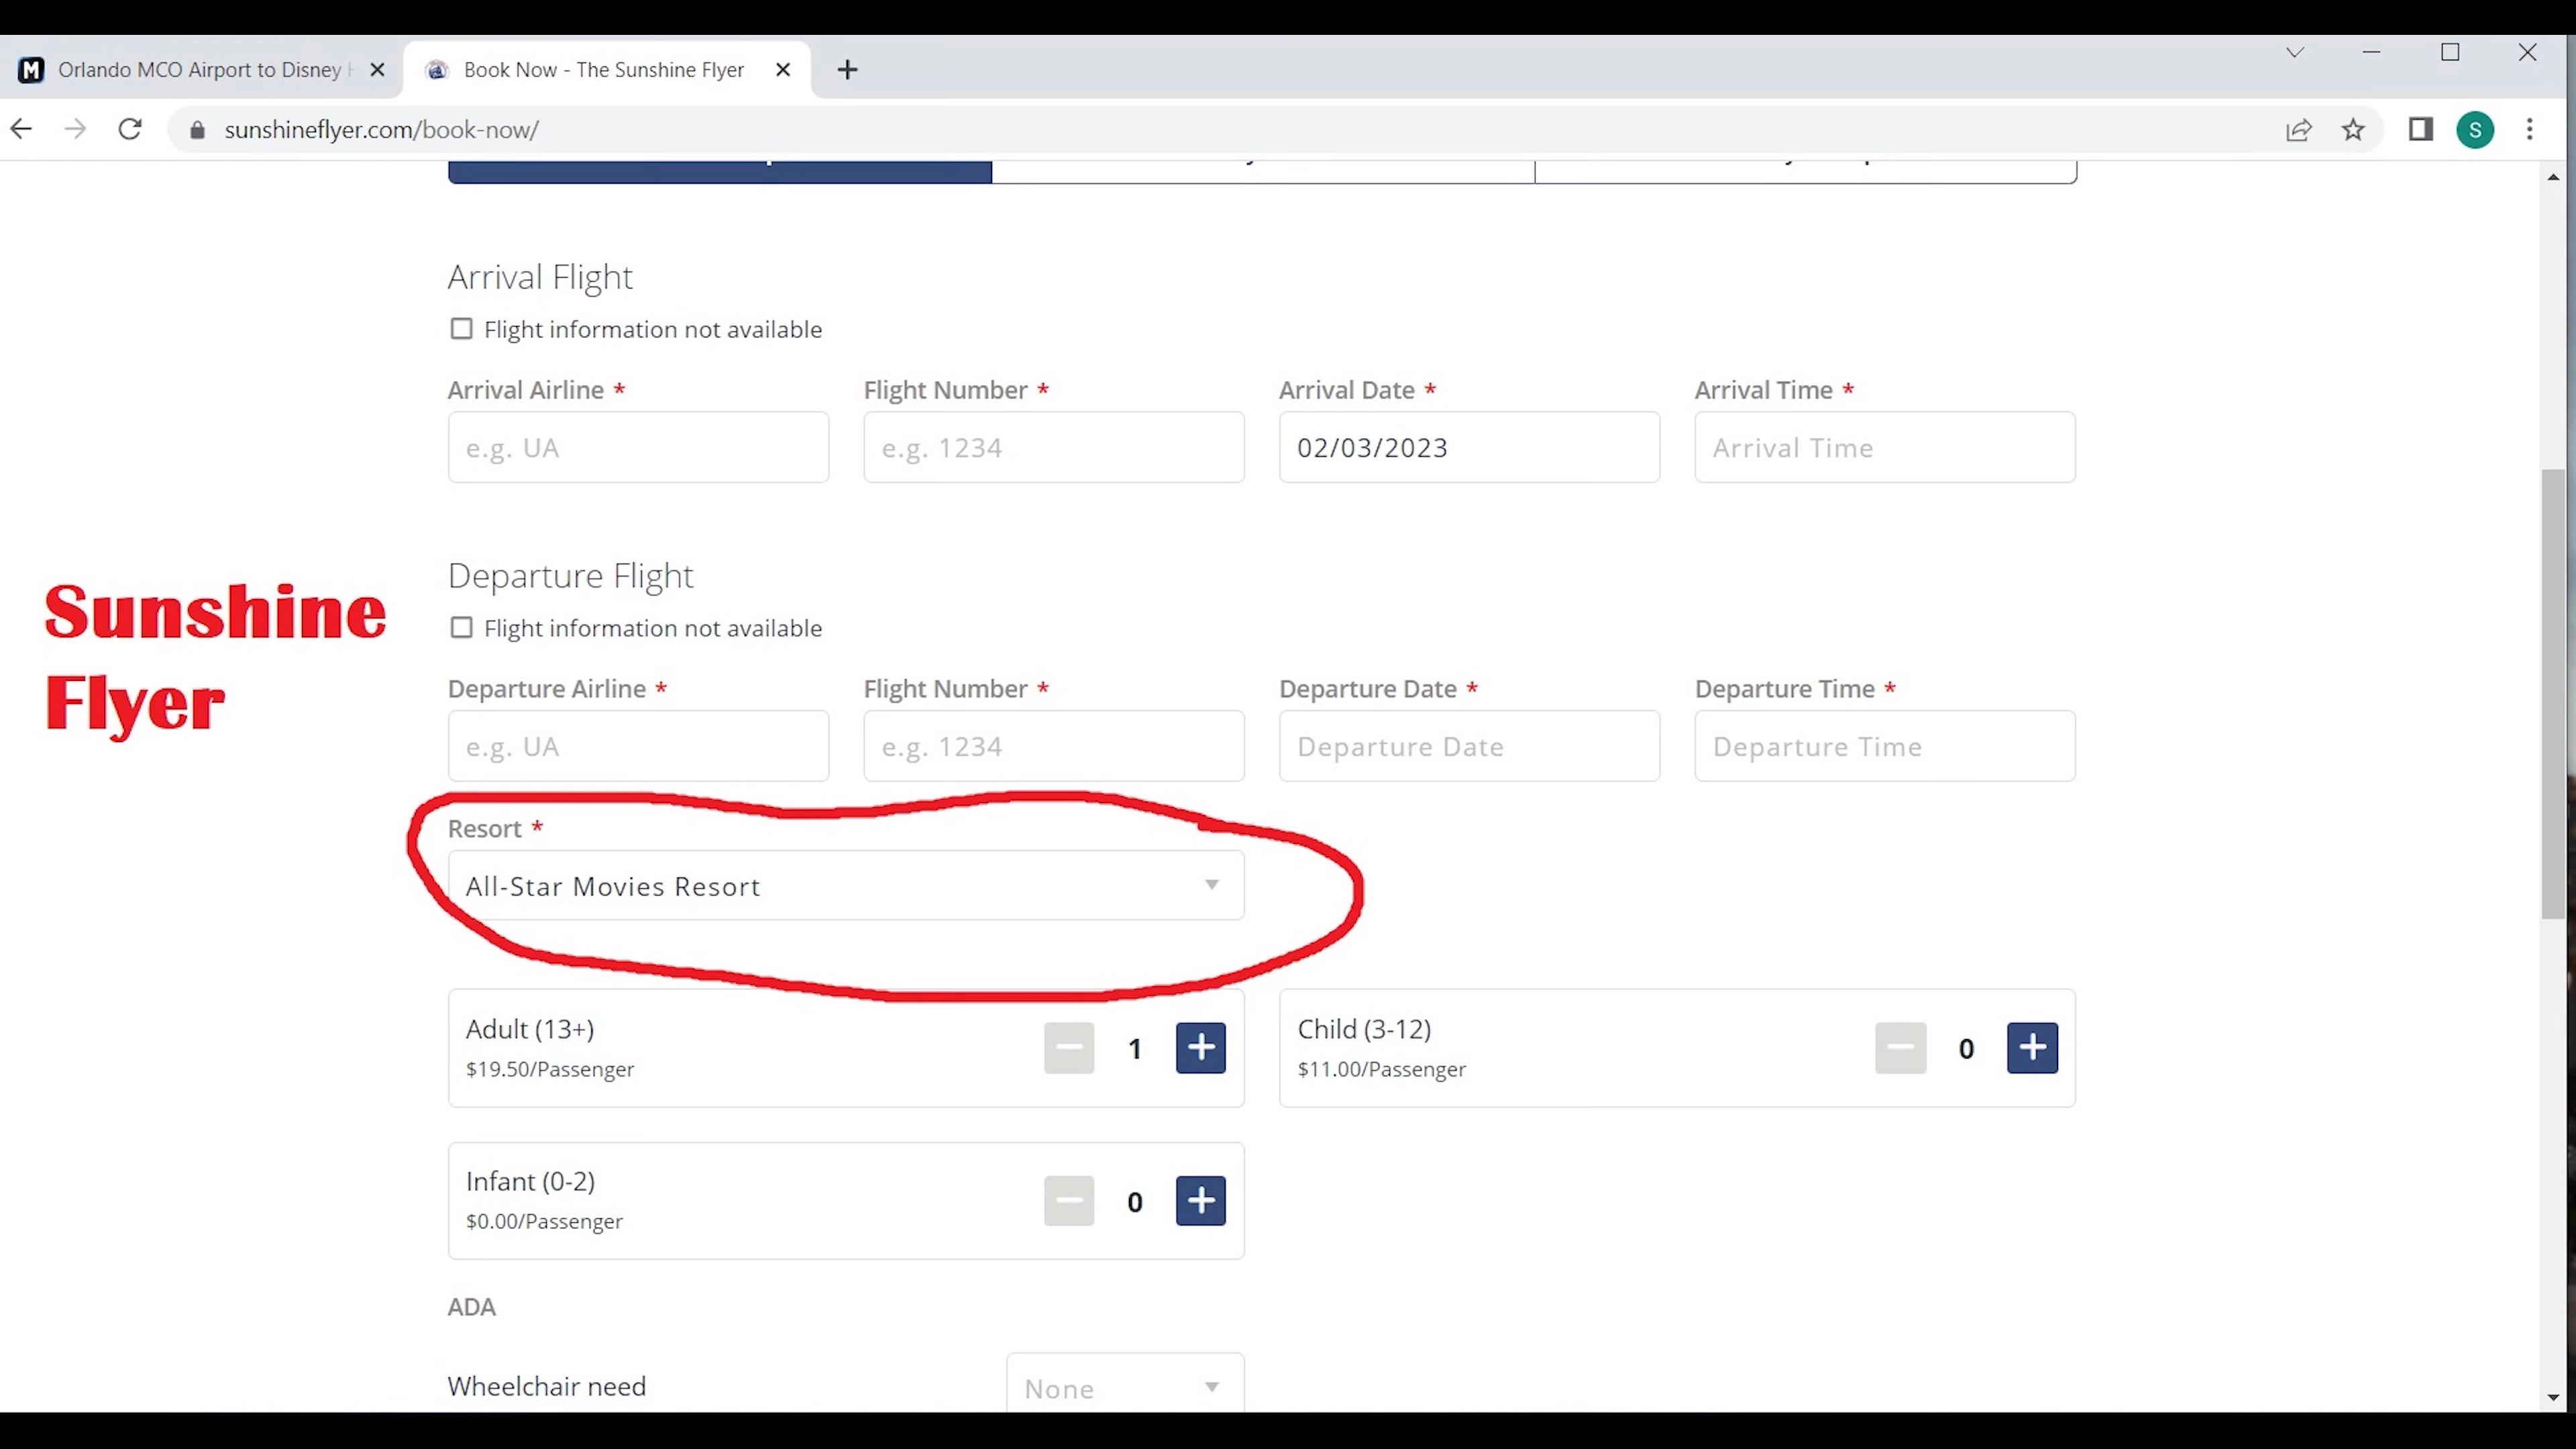 Orlando MCO Airport to Disney
Book Now - The Sunshine Flyer
sunshineflyer.com/book-now/
S
Arrival Flight
Flight information not available
Arrival Airline * Flight Number * Arrival Date * Arrival Time *
e.g. UA e.g. 1234 02/03/2023 Arrival Time
Sunshine
Flyer
Departure Flight
Flight information not available
Departure Airline * Flight Number * Departure Date * Departure Time *
e.g. UA e.g. 1234 Departure Date Departure Time
Resort *
All-Star Movies Resort
Adult (13+) 1 Child (3-12) 0
$19.50/Passenger $11.00/Passenger
Infant (0-2) 0
$0.00/Passenger
ADA
Wheelchair need None